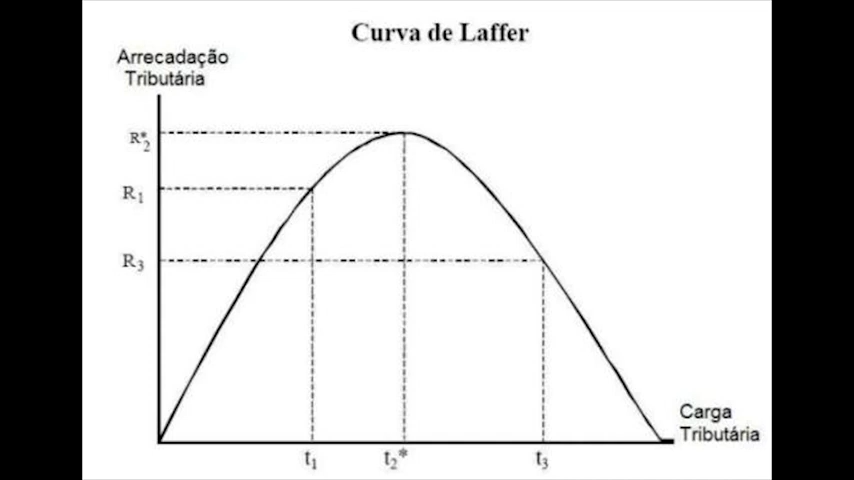 Curva de Laffer
Arrecadação
Tributária
R*2
R1
R3
Carga
Tributária
t1
t2*
t3